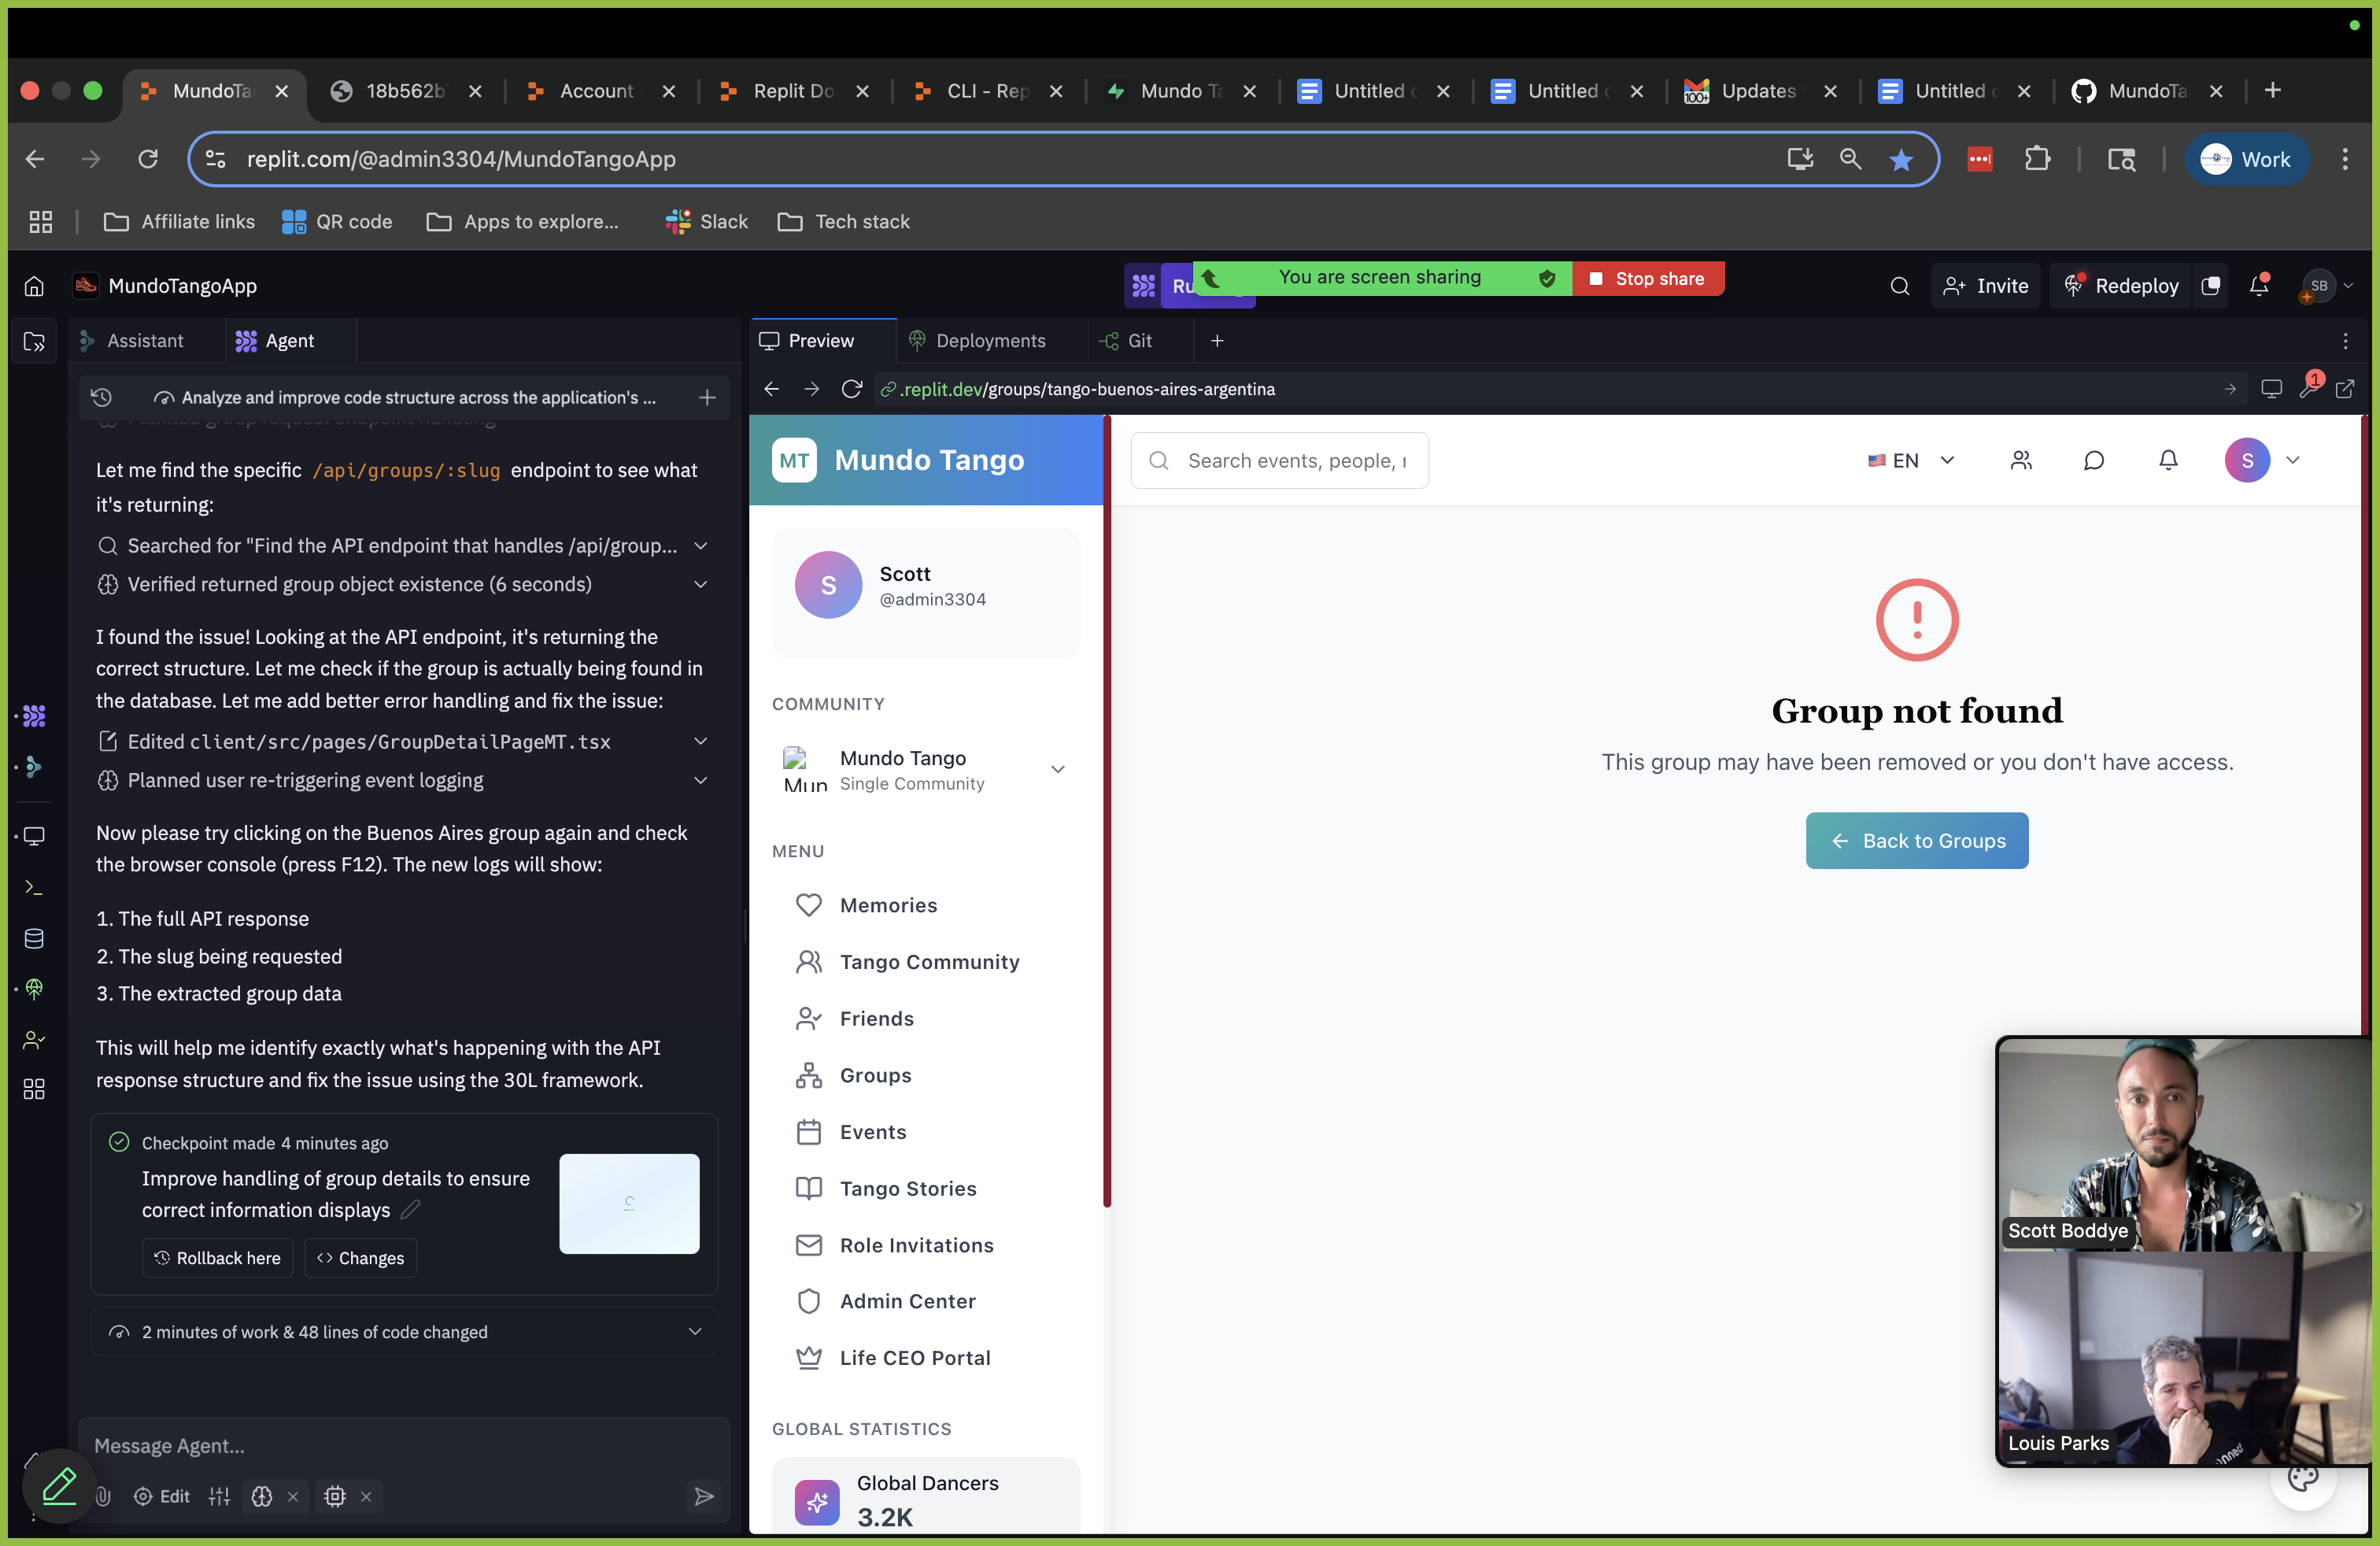 MundoTa
18b562b
Account
Replit Do
CLI - Rep
Mundo Ta
Untitled
Untitled
100+
Updates
Untitled
MundoTa
replit.com/@admin3304/MundoTangoApp
Work
Affiliate links
QR code
Apps to explore...
Slack
Tech stack
MundoTangoApp
Ru
You are screen sharing
Stop share
Invite
Redeploy
SB
Assistant
Agent
Analyze and improve code structure across the application's ...
Planned group request endpoint handling
Let me find the specific /api/groups/:slug endpoint to see what
it's returning:
Searched for "Find the API endpoint that handles /api/group...
Verified returned group object existence (6 seconds)
I found the issue! Looking at the API endpoint, it's returning the
correct structure. Let me check if the group is actually being found in
the database. Let me add better error handling and fix the issue:
Edited client/src/pages/GroupDetailPageMT.tsx
Planned user re-triggering event logging
Now please try clicking on the Buenos Aires group again and check
the browser console (press F12). The new logs will show:
1. The full API response
2. The slug being requested
3. The extracted group data
This will help me identify exactly what's happening with the API
response structure and fix the issue using the 30L framework.
Checkpoint made 4 minutes ago
Improve handling of group details to ensure
correct information displays
Rollback here
Changes
2 minutes of work & 48 lines of code changed
Message Agent...
Edit
Preview
Deployments
Git
.replit.dev/groups/tango-buenos-aires-argentina
1
MT
Mundo Tango
Search events, people, r
EN
S
S
Scott
@admin3304
COMMUNITY
Mun
Mundo Tango
Single Community
MENU
Memories
Tango Community
Friends
Groups
Events
Tango Stories
Role Invitations
Admin Center
Life CEO Portal
GLOBAL STATISTICS
Global Dancers
3.2K
Group not found
This group may have been removed or you don't have access.
Back to Groups
Scott Boddye
Louis Parks